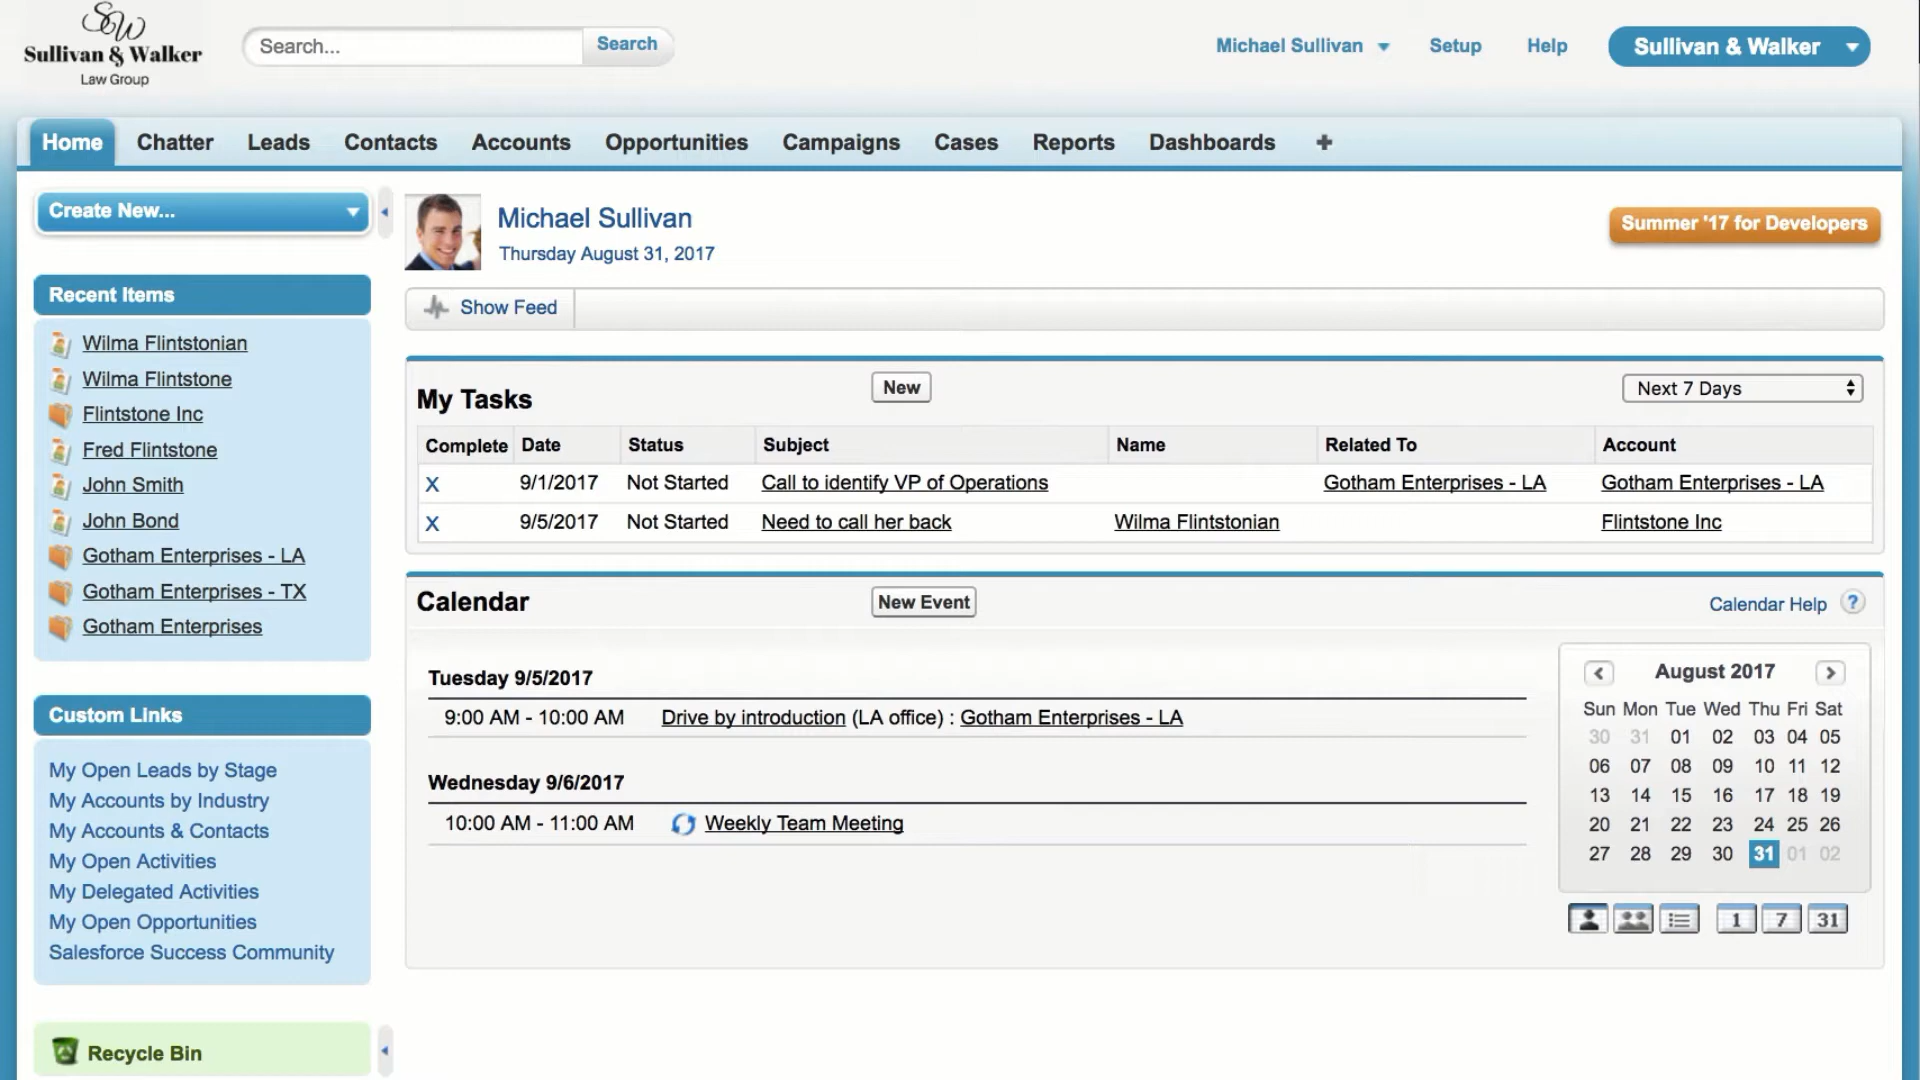 SW
Sullivan & Walker
Law Group
Search...
Search
Michael Sullivan
Setup
Help
Sullivan & Walker
Home
Chatter
Leads
Contacts
Accounts
Opportunities
Campaigns
Cases
Reports
Dashboards
Create New...
Michael Sullivan
Thursday August 31, 2017
Summer '17 for Developers
Show Feed
Recent Items
Wilma Flintstonian
Wilma Flintstone
Flintstone Inc
Fred Flintstone
John Smith
John Bond
Gotham Enterprises - LA
Gotham Enterprises - TX
Gotham Enterprises
Custom Links
My Open Leads by Stage
My Accounts by Industry
My Accounts & Contacts
My Open Activities
My Delegated Activities
My Open Opportunities
Salesforce Success Community
Recycle Bin
My Tasks
New
Next 7 Days
Complete Date Status Subject Name Related To Account
X 9/1/2017 Not Started Call to identify VP of Operations Gotham Enterprises - LA Gotham Enterprises - LA
X 9/5/2017 Not Started Need to call her back Wilma Flintstonian Flintstone Inc
Calendar
New Event
Calendar Help ?
Tuesday 9/5/2017
9:00 AM - 10:00 AM Drive by introduction (LA office) : Gotham Enterprises - LA
Wednesday 9/6/2017
10:00 AM - 11:00 AM Weekly Team Meeting
August 2017
Sun Mon Tue Wed Thu Fri Sat
30 31 01 02 03 04 05
06 07 08 09 10 11 12
13 14 15 16 17 18 19
20 21 22 23 24 25 26
27 28 29 30 31 01 02
1 7 31